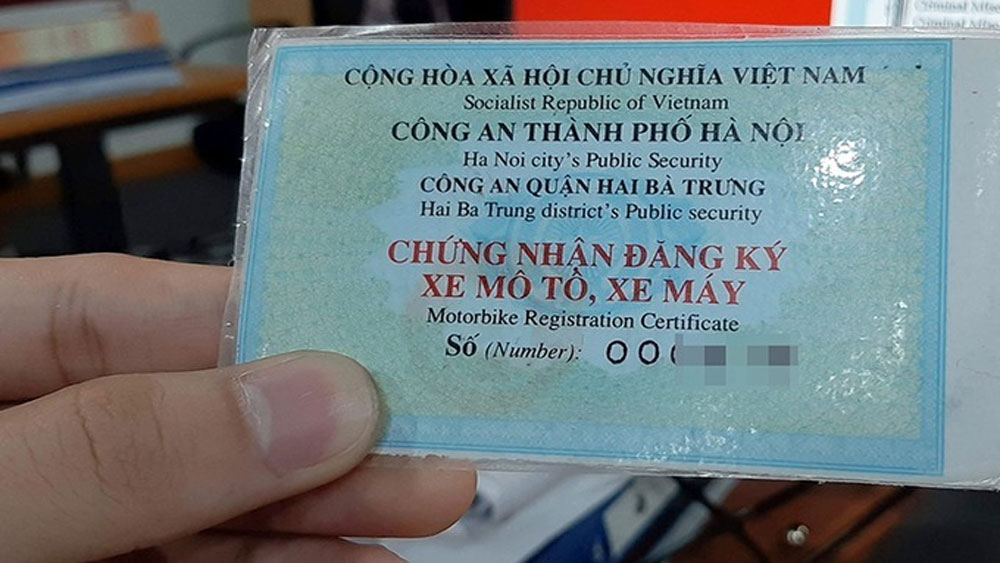 CỘNG HÒA XÃ HỘI CHỦ NGHĨA VIỆT NAM
Socialist Republic of Vietnam
CÔNG AN THÀNH PHỐ HÀ NỘI
Ha Noi city's Public Security
CÔNG AN QUẬN HAI BÀ TRƯNG
Hai Ba Trung district's Public security
CHỨNG NHẬN ĐĂNG KÝ
XE MÔ TÔ, XE MÁY
Motorbike Registration Certificate
Số (Number): 00